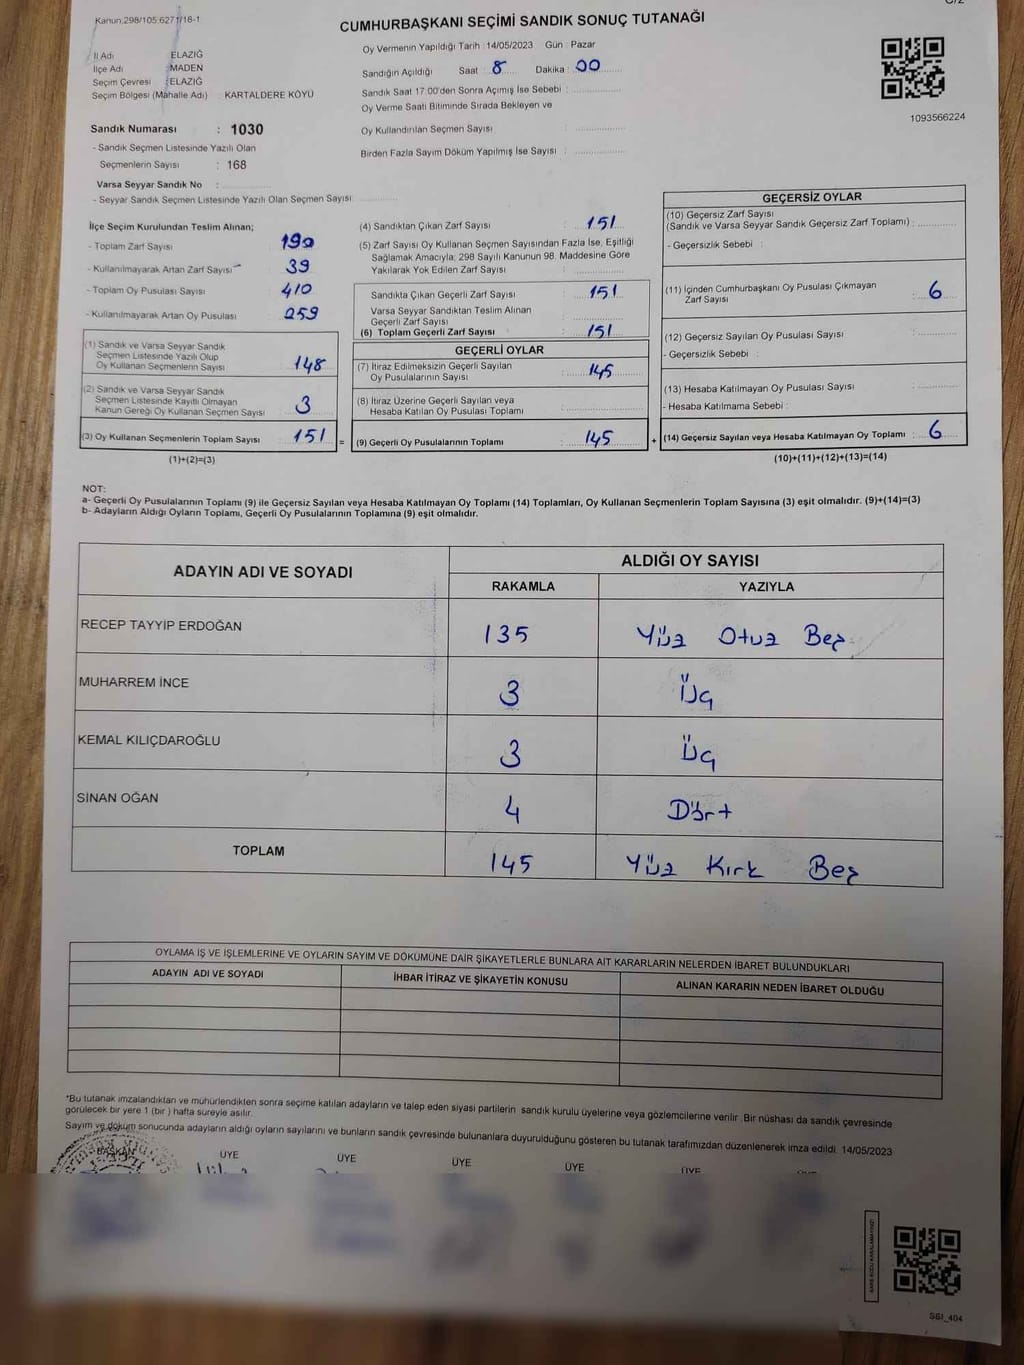 Kanun.298/105.6271/18-1
C/2
CUMHURBAŞKANI SEÇİMİ SANDIK SONUÇ TUTANAĞI
İl Adı ELAZIĞ
İlçe Adı : MADEN
Seçim Çevresi : ELAZIĞ
Seçim Bölgesi (Mahalle Adı) : KARTALDERE KÖYÜ
Oy Vermenin Yapıldığı Tarih : 14/05/2023 Gün : Pazar
Sandığın Açıldığı Saat : 8 Dakika : 00
Sandık Saat 17.00'den Sonra Açımış İse Sebebi :
Oy Verme Saati Bitiminde Sırada Bekleyen ve
Oy Kullandırılan Seçmen Sayısı :
Birden Fazla Sayım Döküm Yapılmış İse Sayısı :
1093566224
Sandık Numarası : 1030
- Sandık Seçmen Listesinde Yazılı Olan
Seçmenlerin Sayısı : 168
Varsa Seyyar Sandık No :
- Seyyar Sandık Seçmen Listesinde Yazılı Olan Seçmen Sayısı:
İlçe Seçim Kurulundan Teslim Alınan;
- Toplam Zarf Sayısı : 190
- Kullanılmayarak Artan Zarf Sayısı : 39
- Toplam Oy Pusulası Sayısı : 410
- Kullanılmayarak Artan Oy Pusulası : 259
(1) Sandık ve Varsa Seyyar Sandık
Seçmen Listesinde Yazılı Olup
Oy Kullanan Seçmenlerin Sayısı : 148
(2) Sandık ve Varsa Seyyar Sandık
Seçmen Listesinde Kayıtlı Olmayan
Kanun Gereği Oy Kullanan Seçmen Sayısı : 3
(3) Oy Kullanan Seçmenlerin Toplam Sayısı : 151 =
(1)+(2)=(3)
(4) Sandıktan Çıkan Zarf Sayısı : 151
(5) Zarf Sayısı Oy Kullanan Seçmen Sayısından Fazla İse, Eşitliği
Sağlamak Amacıyla, 298 Sayılı Kanunun 98. Maddesine Göre
Yakılarak Yok Edilen Zarf Sayısı :
Sandıkta Çıkan Geçerli Zarf Sayısı : 151
Varsa Seyyar Sandıktan Teslim Alınan
Geçerli Zarf Sayısı :
(6) Toplam Geçerli Zarf Sayısı : 151
GEÇERLİ OYLAR
(7) İtiraz Edilmeksizin Geçerli Sayılan
Oy Pusulalarının Sayısı : 145
(8) İtiraz Üzerine Geçerli Sayılan veya
Hesaba Katılan Oy Pusulası Toplamı :
(9) Geçerli Oy Pusulalarının Toplamı : 145 +
GEÇERSİZ OYLAR
(10) Geçersiz Zarf Sayısı
(Sandık ve Varsa Seyyar Sandık Geçersiz Zarf Toplamı) :
- Geçersizlik Sebebi :
(11) İçinden Cumhurbaşkanı Oy Pusulası Çıkmayan
Zarf Sayısı : 6
(12) Geçersiz Sayılan Oy Pusulası Sayısı :
- Geçersizlik Sebebi :
(13) Hesaba Katılmayan Oy Pusulası Sayısı :
- Hesaba Katılmama Sebebi :
(14) Geçersiz Sayılan veya Hesaba Katılmayan Oy Toplamı : 6
(10)+(11)+(12)+(13)=(14)
NOT:
a- Geçerli Oy Pusulalarının Toplamı (9) ile Geçersiz Sayılan veya Hesaba Katılmayan Oy Toplamı (14) Toplamları, Oy Kullanan Seçmenlerin Toplam Sayısına (3) eşit olmalıdır. (9)+(14)=(3)
b- Adayların Aldığı Oyların Toplamı, Geçerli Oy Pusulalarının Toplamına (9) eşit olmalıdır.
ADAYIN ADI VE SOYADI
ALDIĞI OY SAYISI
RAKAMLA YAZIYLA
RECEP TAYYİP ERDOĞAN 135 Yüz Otuz Beş
MUHARREM İNCE 3 Üç
KEMAL KILIÇDAROĞLU 3 Üç
SİNAN OĞAN 4 Dört
TOPLAM 145 Yüz Kırk Beş
OYLAMA İŞ VE İŞLEMLERİNE VE OYLARIN SAYIM VE DÖKÜMÜNE DAİR ŞİKAYETLERLE BUNLARA AİT KARARLARIN NELERDEN İBARET BULUNDUKLARI
ADAYIN ADI VE SOYADI İHBAR İTİRAZ VE ŞİKAYETİN KONUSU ALINAN KARARIN NEDEN İBARET OLDUĞU
*Bu tutanak imzalandıktan ve mühürlendikten sonra seçime katılan adayların ve talep eden siyasi partilerin sandık kurulu üyelerine veya gözlemcilerine verilir. Bir nüshası da sandık çevresinde
görülecek bir yere 1 (bir) hafta süreyle asılır.
Sayım ve döküm sonucunda adayların aldığı oyların sayılarını ve bunların sandık çevresinde bulunanlara duyurulduğunu gösteren bu tutanak tarafımızdan düzenlenerek imza edildi. 14/05/2023
BAŞKAN ÜYE ÜYE ÜYE ÜYE ÜYE
S61_404